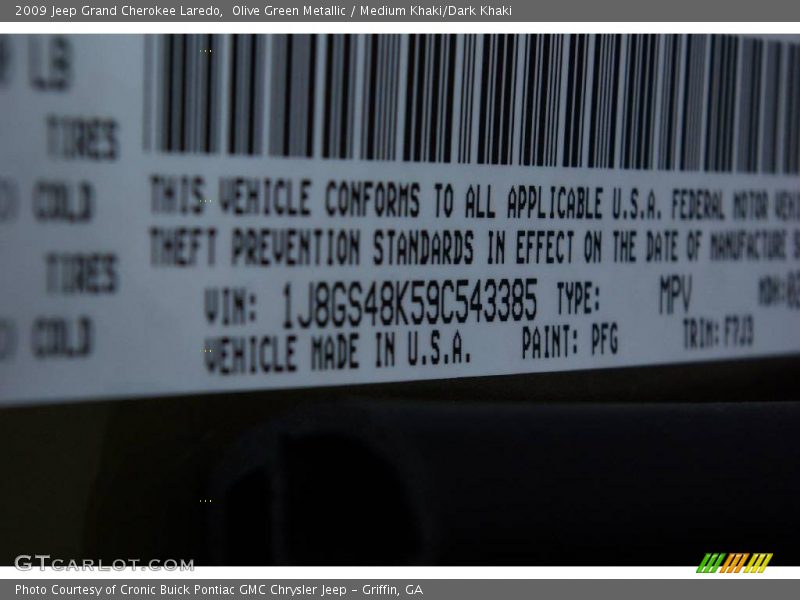 2009 Jeep Grand Cherokee Laredo,  Olive Green Metallic / Medium Khaki/Dark Khaki
LB
TIRES
COLD
TIRES
COLD
THIS VEHICLE CONFORMS TO ALL APPLICABLE U.S.A. FEDERAL MOTOR
THEFT PREVENTION STANDARDS IN EFFECT ON THE DATE OF MANUFACTURE
VIN: 1J8GS48K59C543385 TYPE: MPV
VEHICLE MADE IN U.S.A. PAINT: PFG TRIM: F7J3
GTCARLOT.COM
Photo Courtesy of Cronic Buick Pontiac GMC Chrysler Jeep - Griffin, GA